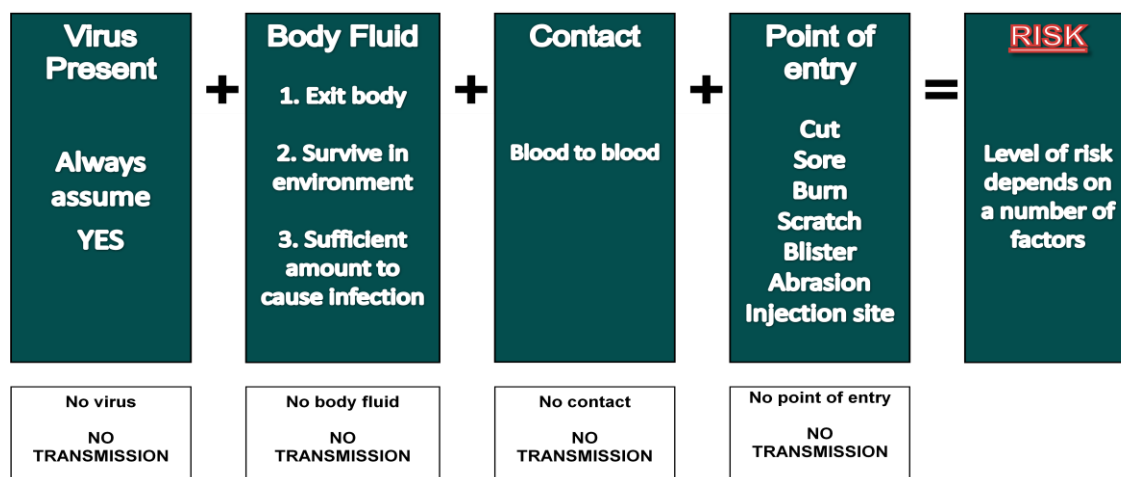 Virus
Present
Always
assume
YES
+
Body Fluid
1. Exit body
2. Survive in
environment
3. Sufficient
amount to
cause infection
+
Contact
Blood to blood
+
Point of
entry
Cut
Sore
Burn
Scratch
Blister
Abrasion
Injection site
=
RISK
Level of risk
depends on
a number of
factors
No virus
NO
TRANSMISSION
No body fluid
NO
TRANSMISSION
No contact
NO
TRANSMISSION
No point of entry
NO
TRANSMISSION